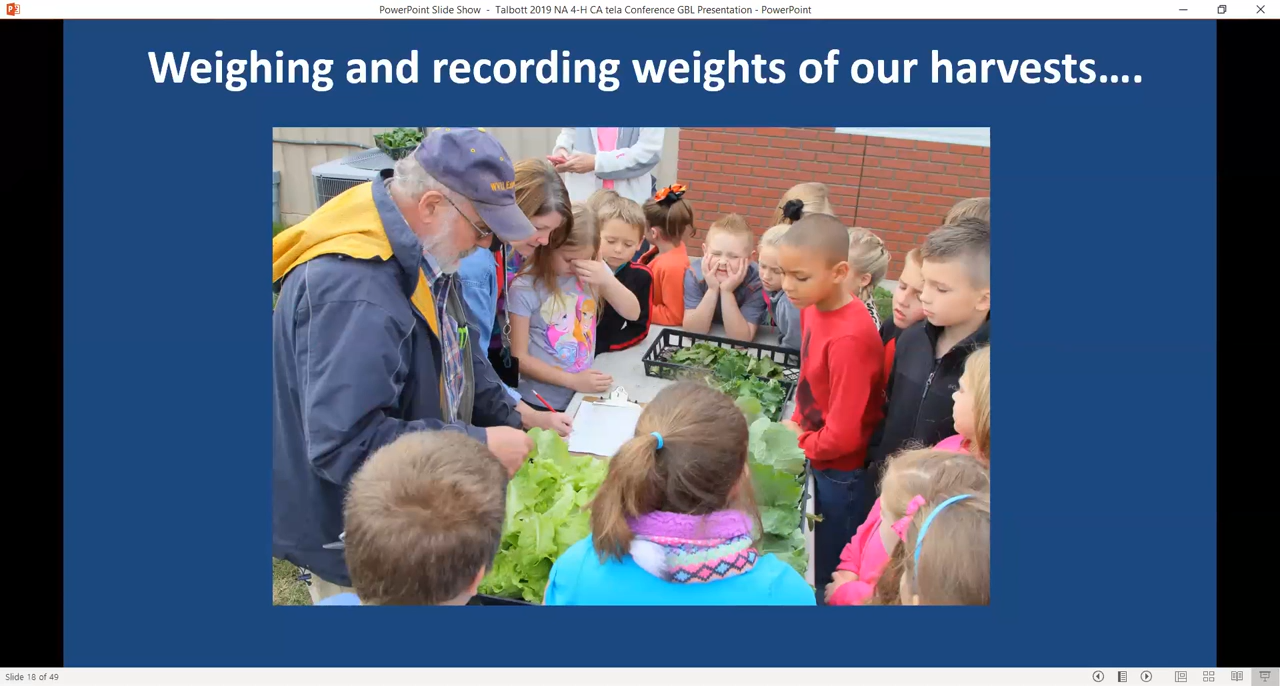 PowerPoint Slide Show - Talbott 2019 NA 4-H CA tela Conference GBL Presentation - PowerPoint
Weighing and recording weights of our harvests….
Slide 18 of 49